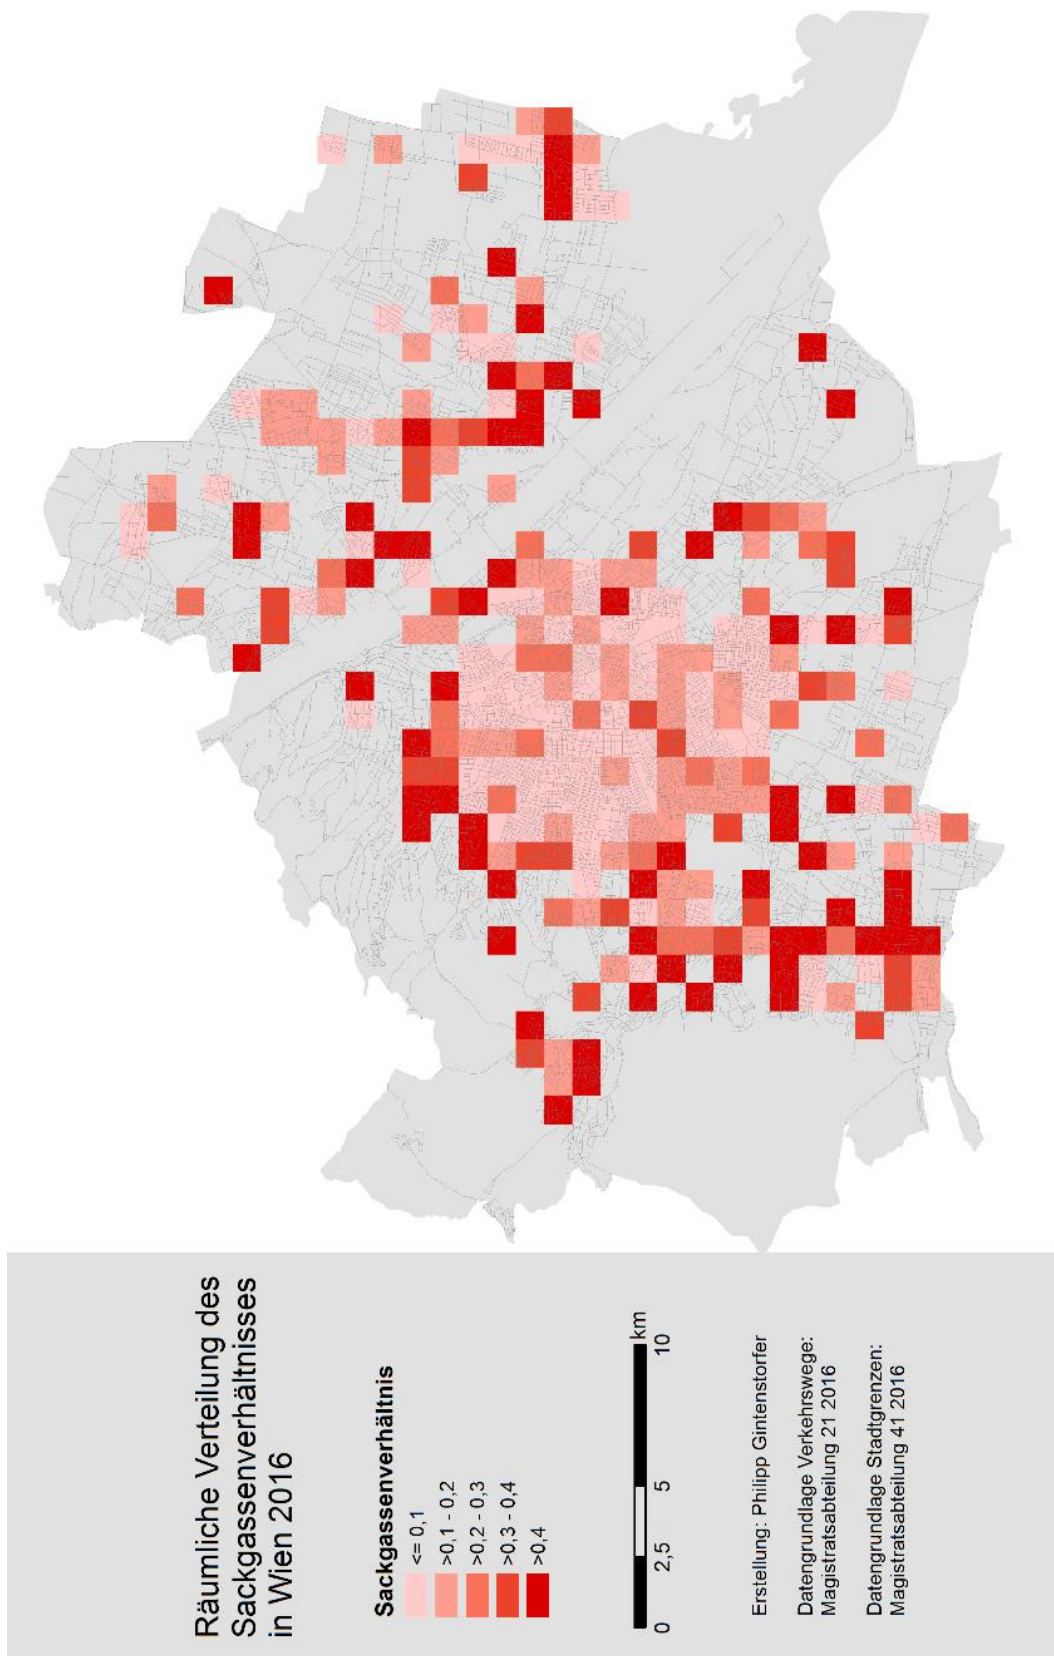 Räumliche Verteilung des
Sackgassenverhältnisses
in Wien 2016
Sackgassenverhältnis
<= 0,1
>0,1 - 0,2
>0,2 - 0,3
>0,3 - 0,4
>0,4
0 2,5 5 10 km
Erstellung: Philipp Gintenstorfer
Datengrundlage Verkehrswege:
Magistratsabteilung 21 2016
Datengrundlage Stadtgrenzen:
Magistratsabteilung 41 2016